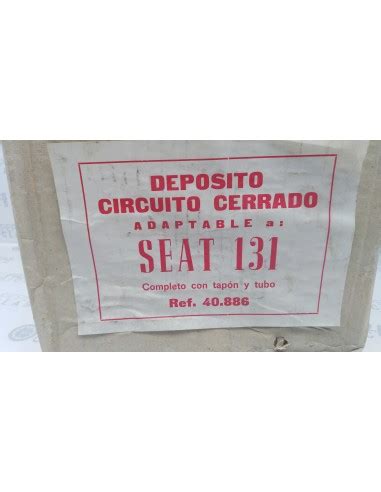 DEPOSITO
CIRCUITO CERRADO
ADAPTABLE a:
SEAT 131
Completo con tapón y tubo
Ref. 40.886